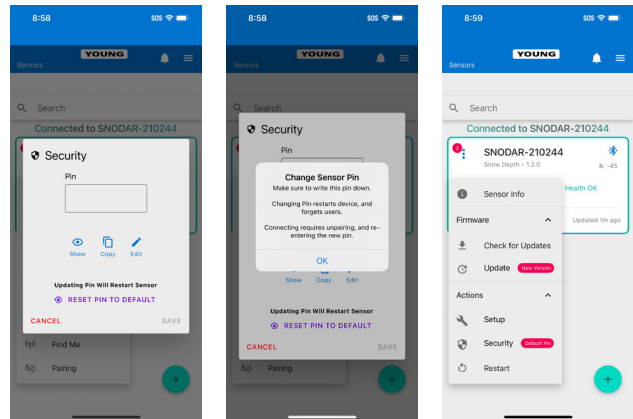 8:58
SOS
YOUNG
Sensors
Search
Connected to SNODAR-210244
Security
Pin
Show Copy Edit
Updating Pin Will Restart Sensor
RESET PIN TO DEFAULT
CANCEL SAVE
Find Me
Pairing
+
8:58
SOS
YOUNG
Sensors
Search
Security
Pin
Change Sensor Pin
Make sure to write this pin down.
Changing Pin restarts device, and
forgets users.
Connecting requires unpairing, and re-
entering the new pin.
OK
Show Copy Edit
Updating Pin Will Restart Sensor
RESET PIN TO DEFAULT
CANCEL SAVE
Pairing
+
8:59
SOS
YOUNG
Sensors
Search
Connected to SNODAR-210244
2
SNODAR-210244
Snow Depth • 1.2.0
-45
Sensor Info
Health OK
Firmware
Updated 1m ago
Check for Updates
Update New Version
Actions
Setup
Security Default Pin
Restart
+